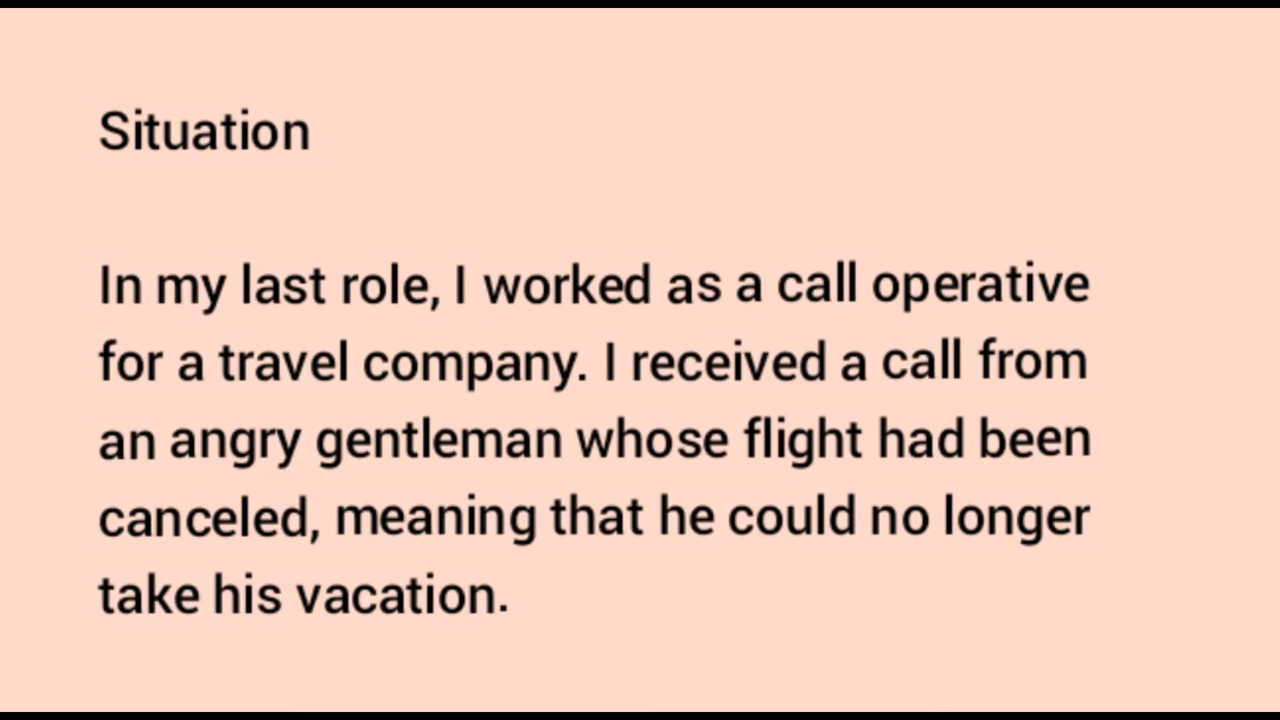 Situation
In my last role, I worked as a call operative
for a travel company. I received a call from
an angry gentleman whose flight had been
canceled, meaning that he could no longer
take his vacation.